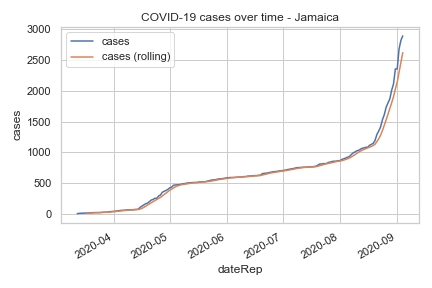 COVID-19 cases over time - Jamaica
cases
cases (rolling)
3000
2500
2000
1500
1000
500
0
cases
2020-04
2020-05
2020-06
2020-07
2020-08
2020-09
dateRep